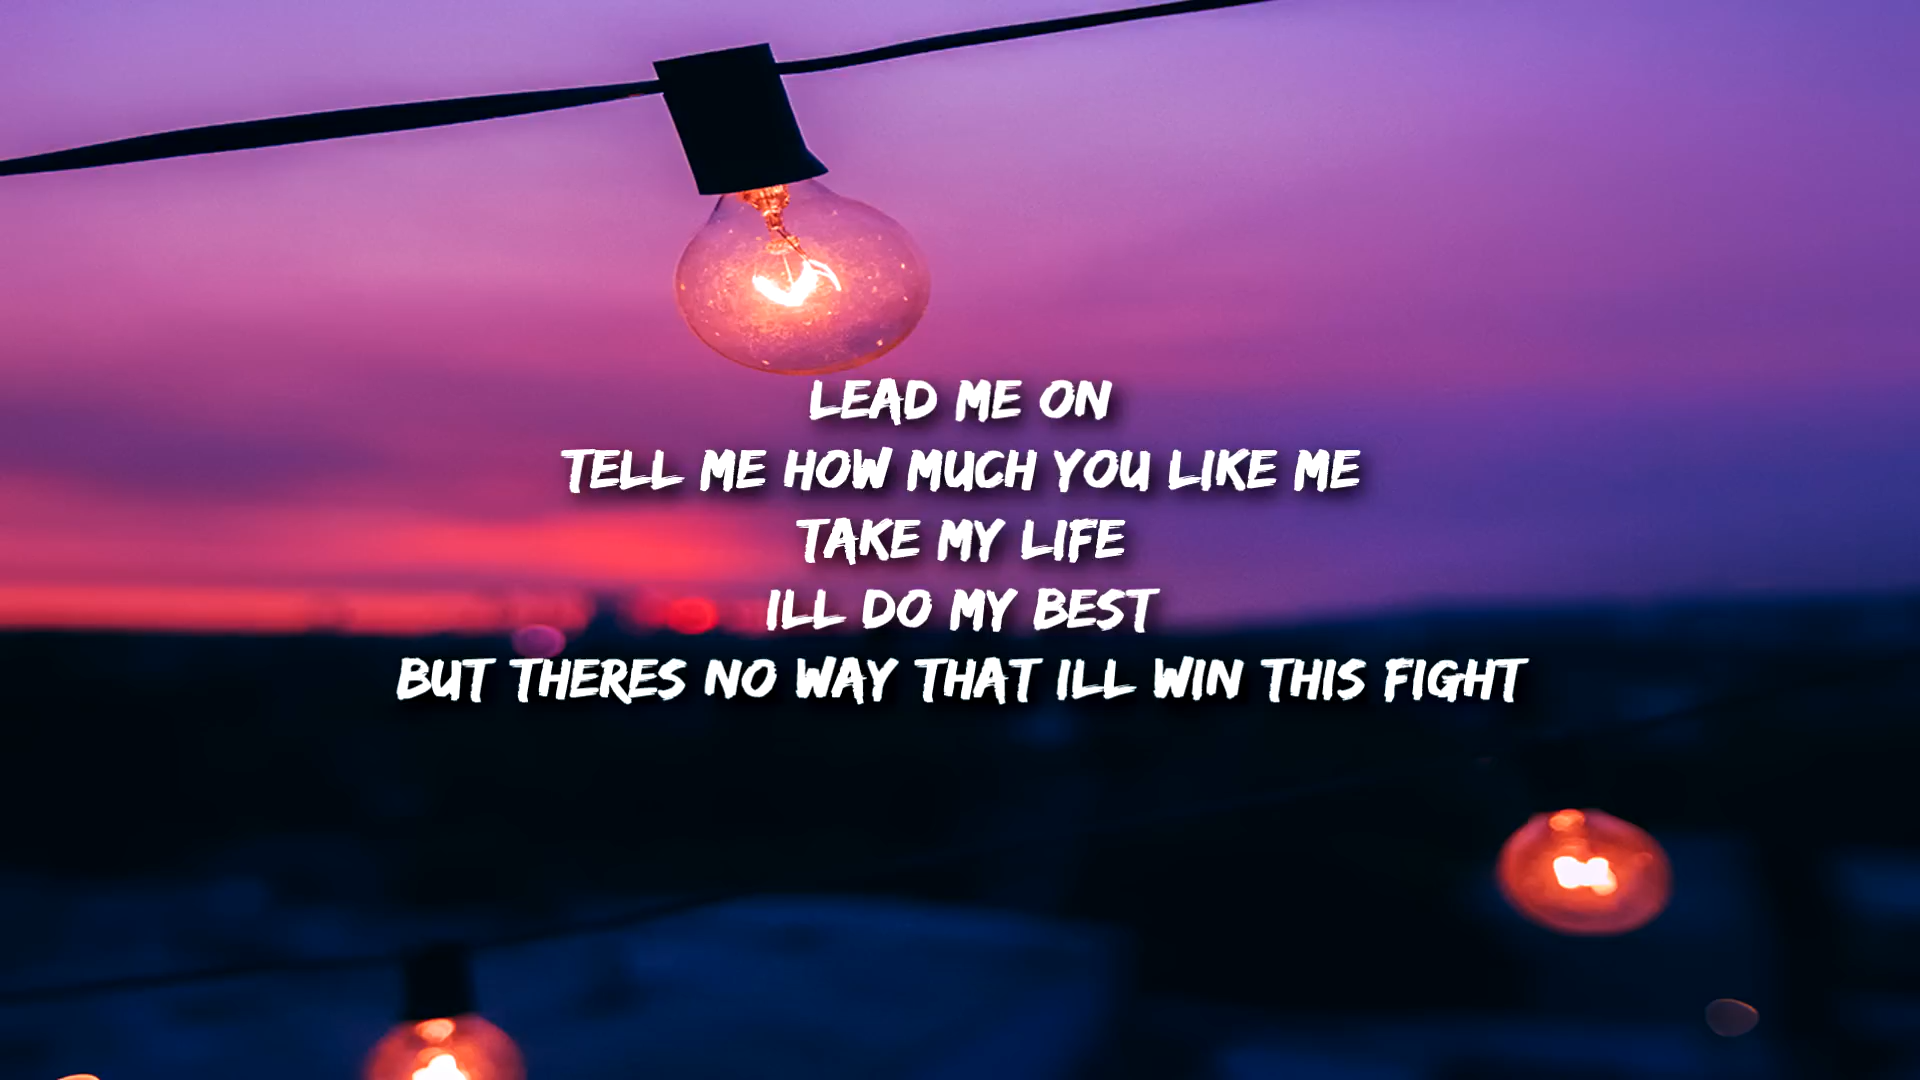 LEAD ME ON
TELL ME HOW MUCH YOU LIKE ME
TAKE MY LIFE
ILL DO MY BEST
BUT THERES NO WAY THAT ILL WIN THIS FIGHT